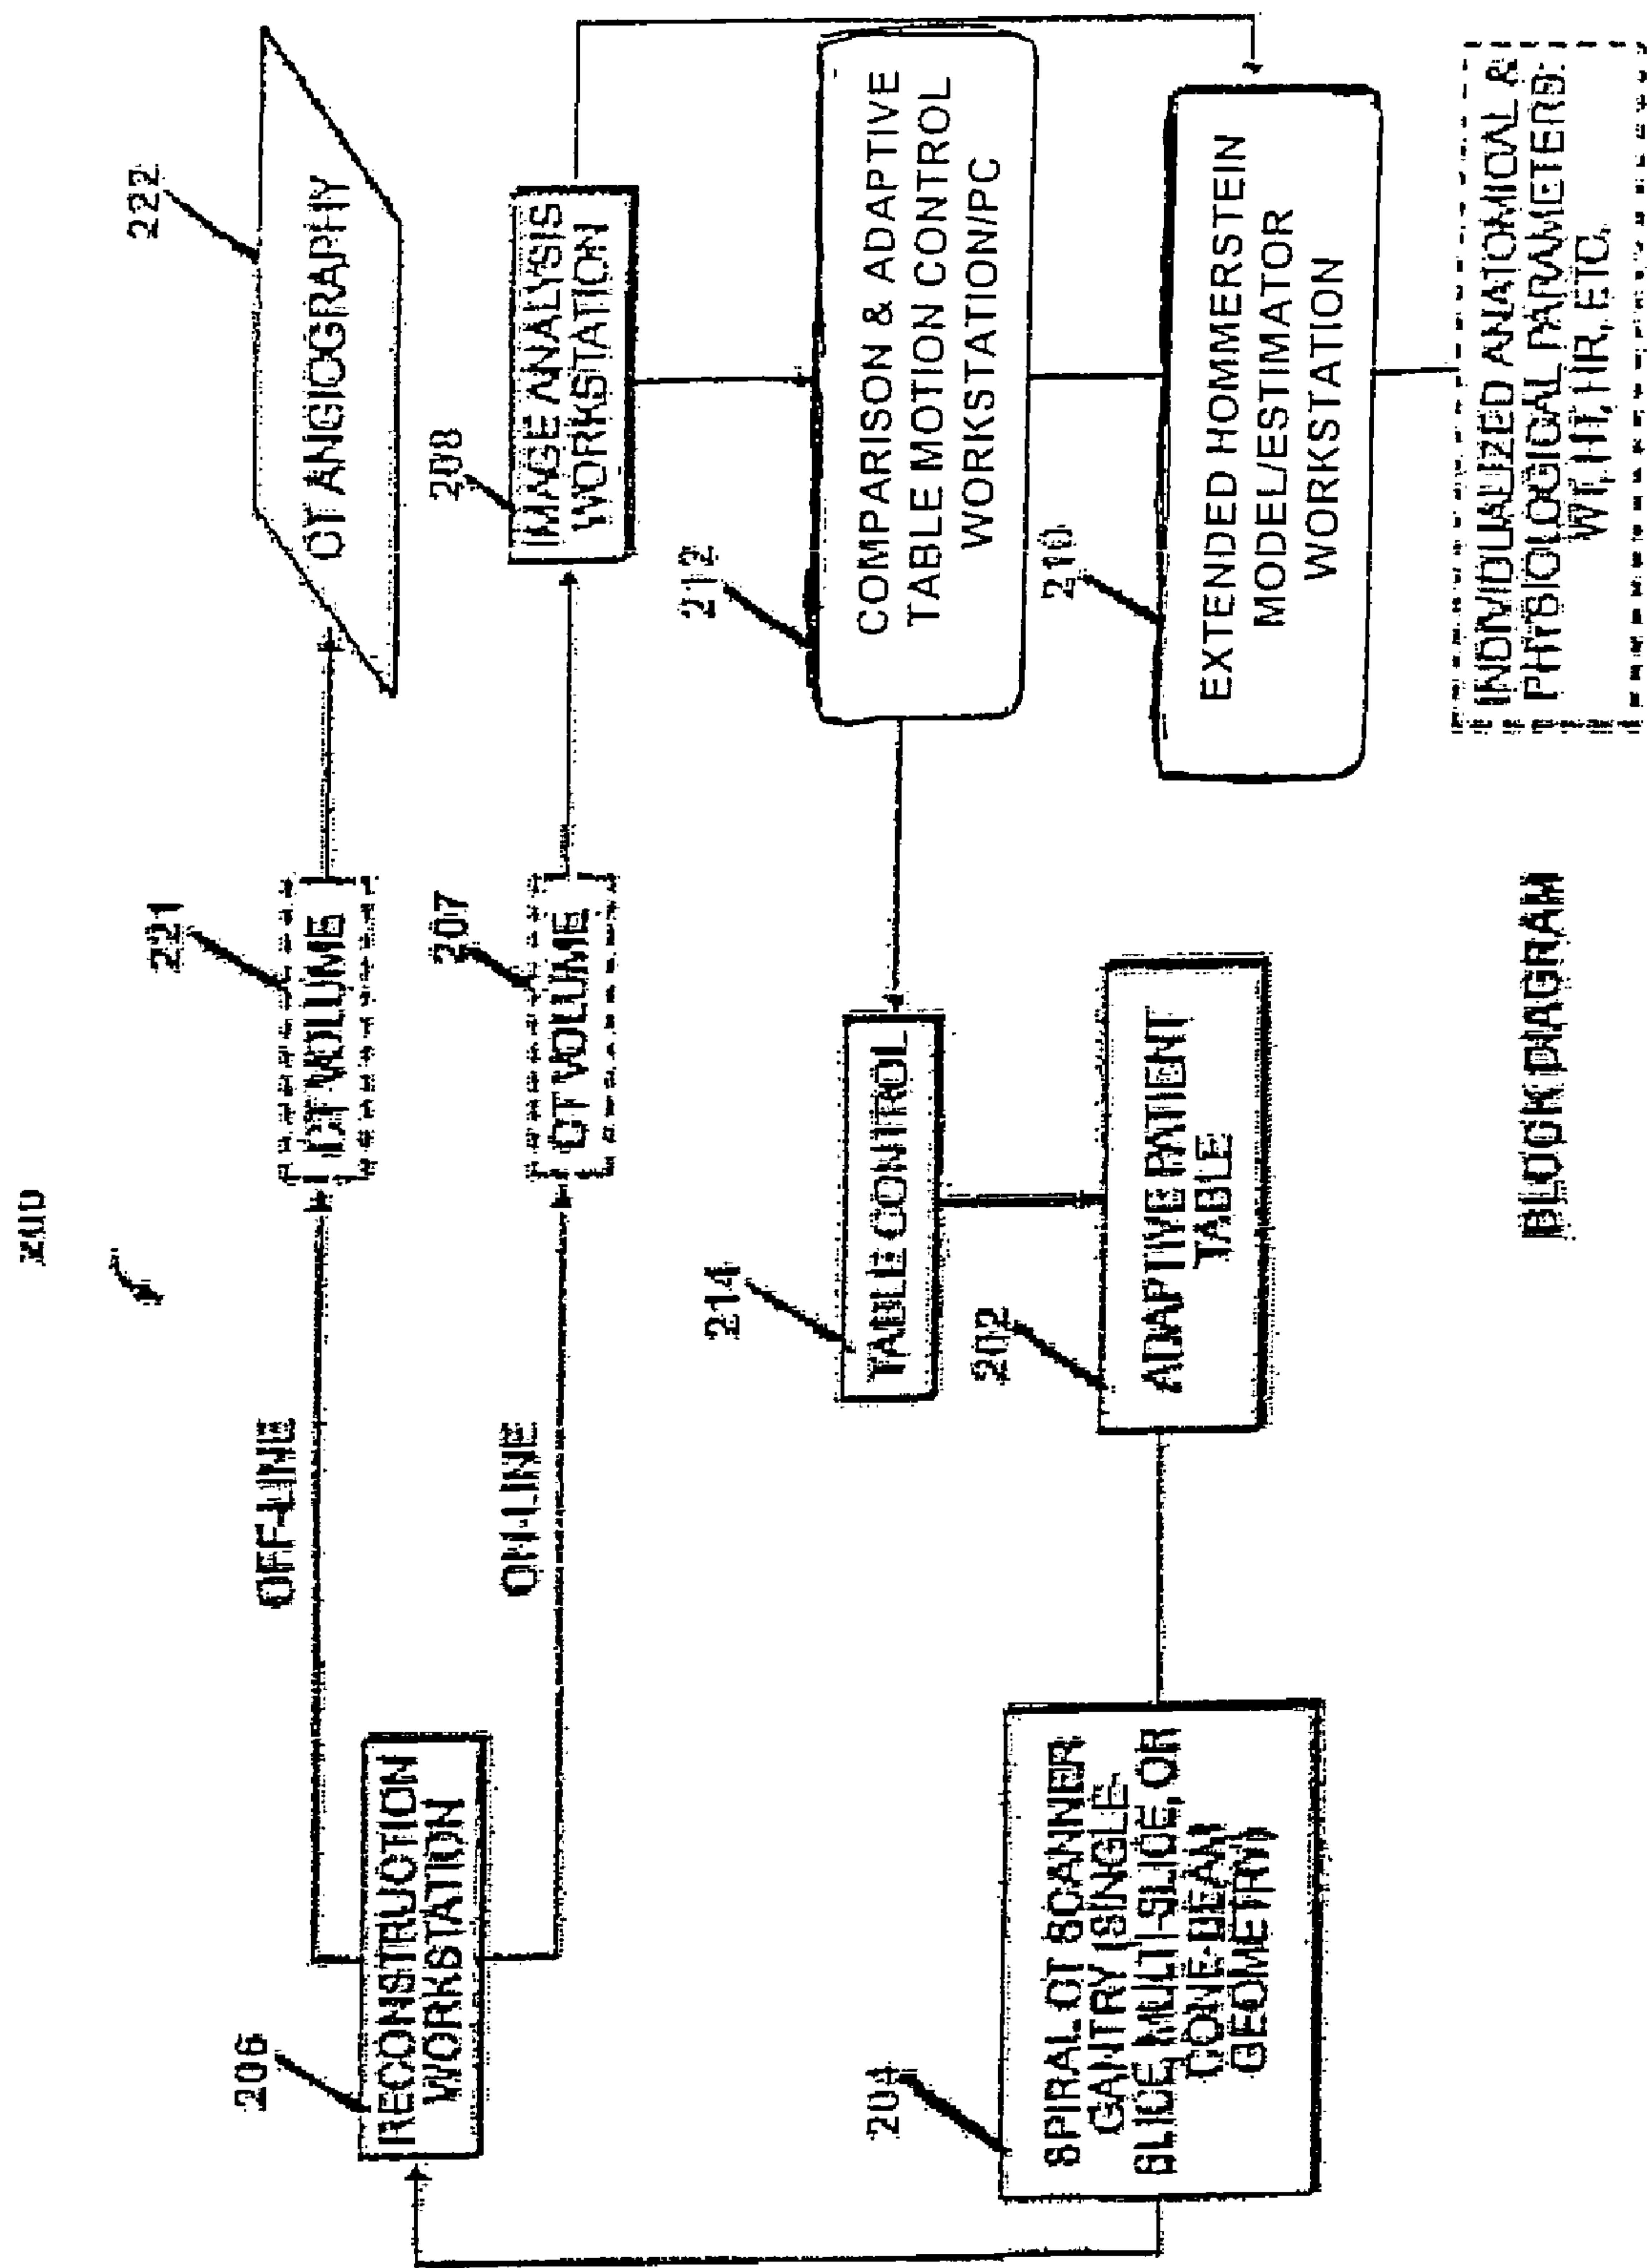 200
OFF-LINE
ON-LINE
206
RECONSTRUCTION
WORKSTATION
221
CT VOLUME
207
CT VOLUME
222
CT ANGIOGRAPHY
208
IMAGE ANALYSIS
WORKSTATION
212
COMPARISON & ADAPTIVE
TABLE MOTION CONTROL
WORKSTATION/PC
210
EXTENDED HOMMERSTEIN
MODEL/ESTIMATOR
WORKSTATION
INDIVIDUALIZED ANATOMICAL &
PHYSIOLOGICAL PARAMETERS:
WT, HT, HR, ETC.
214
TABLE CONTROL
202
ADAPTIVE PATIENT
TABLE
204
SPIRAL CT SCANNER
GANTRY (SINGLE-
SLICE, MULTI-SLICE, OR
CONE-BEAM
GEOMETRY)
BLOCK DIAGRAM